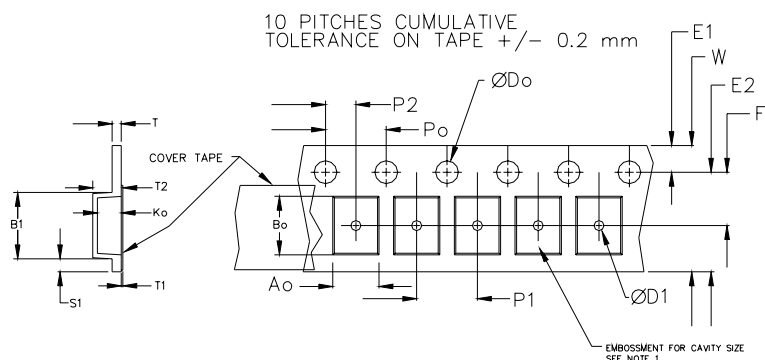 10 PITCHES CUMULATIVE
TOLERANCE ON TAPE +/- 0.2 mm
E1
W
E2
F
ØDo
P2
Po
T
COVER TAPE
T2
Ko
B1
Bo
T1
S1
Ao
P1
ØD1
EMBOSSMENT FOR CAVITY SIZE
SEE NOTE 1